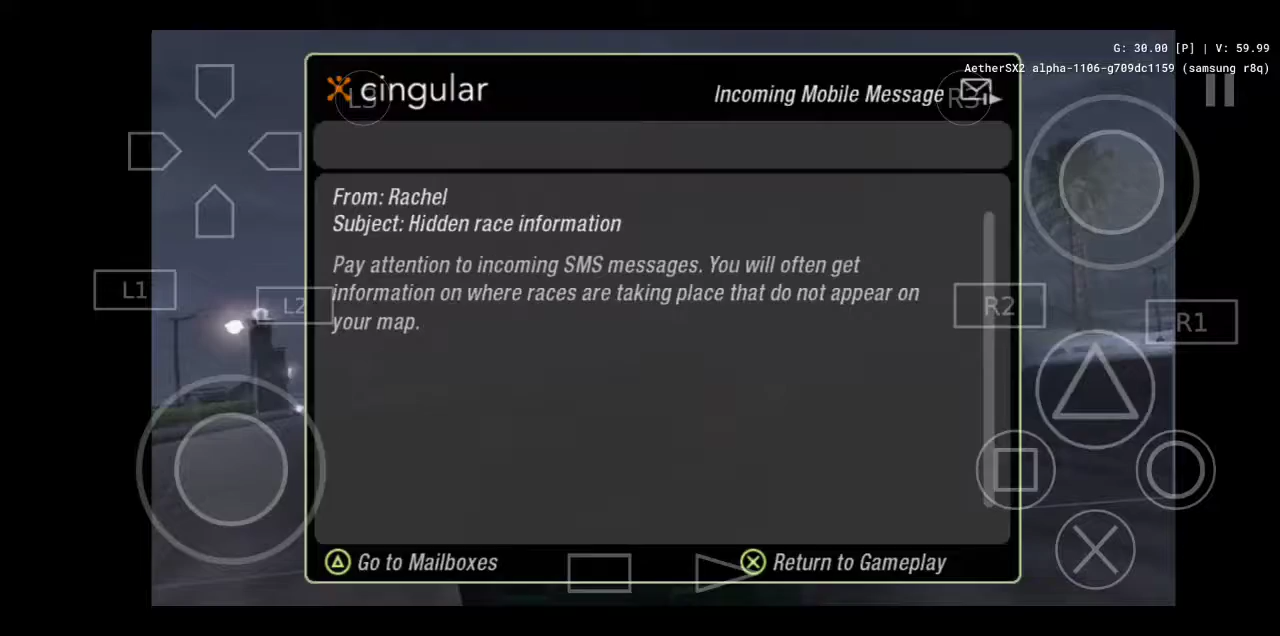 G: 30.00 [P] | V: 59.99
AetherSX2 alpha-1106-g709dc1159 (samsung r8q)
cingular
L3
Incoming Mobile Message
R3
From: Rachel
Subject: Hidden race information
Pay attention to incoming SMS messages. You will often get
information on where races are taking place that do not appear on
your map.
L1
L2
R2
R1
Go to Mailboxes
Return to Gameplay